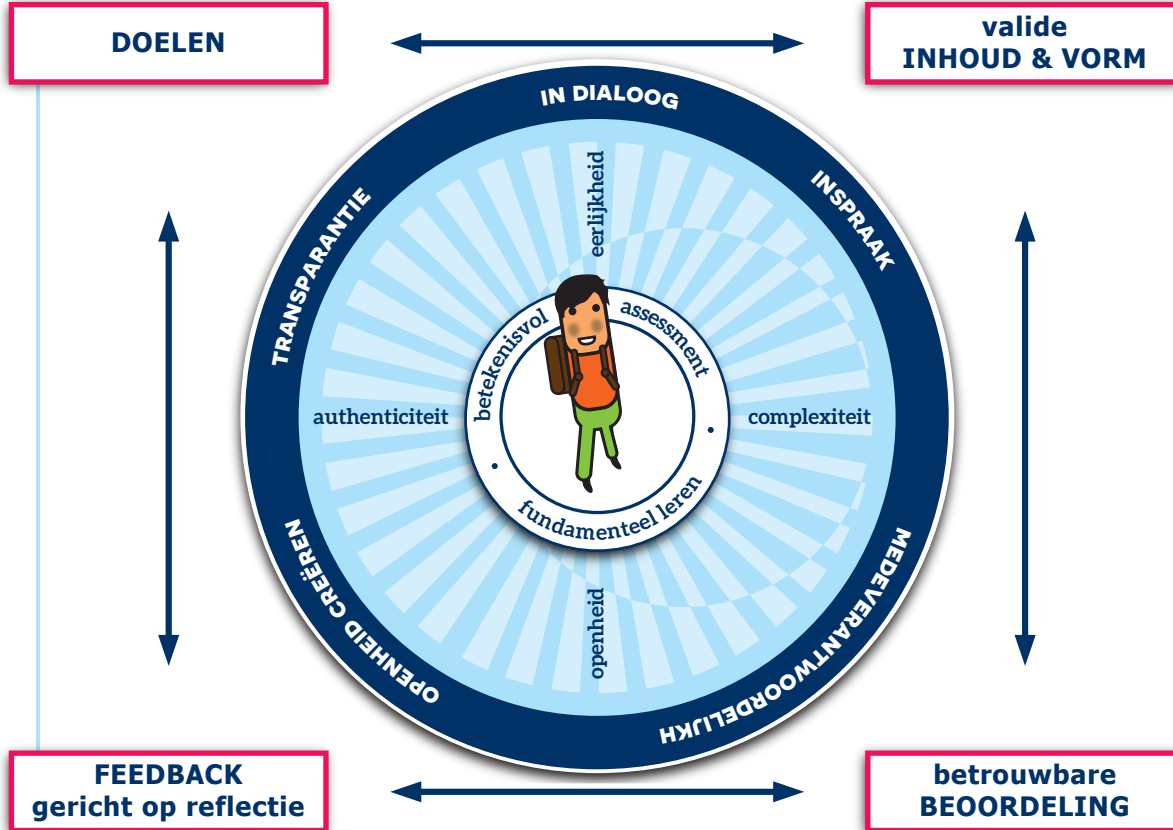 DOELEN
valide
INHOUD & VORM
IN DIALOOG
TRANSPARANTIE
INSPRAAK
eerlijkheid
betekenisvol
assessment
authenticiteit
complexiteit
fundamenteel leren
openheid
OPENHEID CREËREN
MEDEVERANTWOORDELIJKH
FEEDBACK
gericht op reflectie
betrouwbare
BEOORDELING